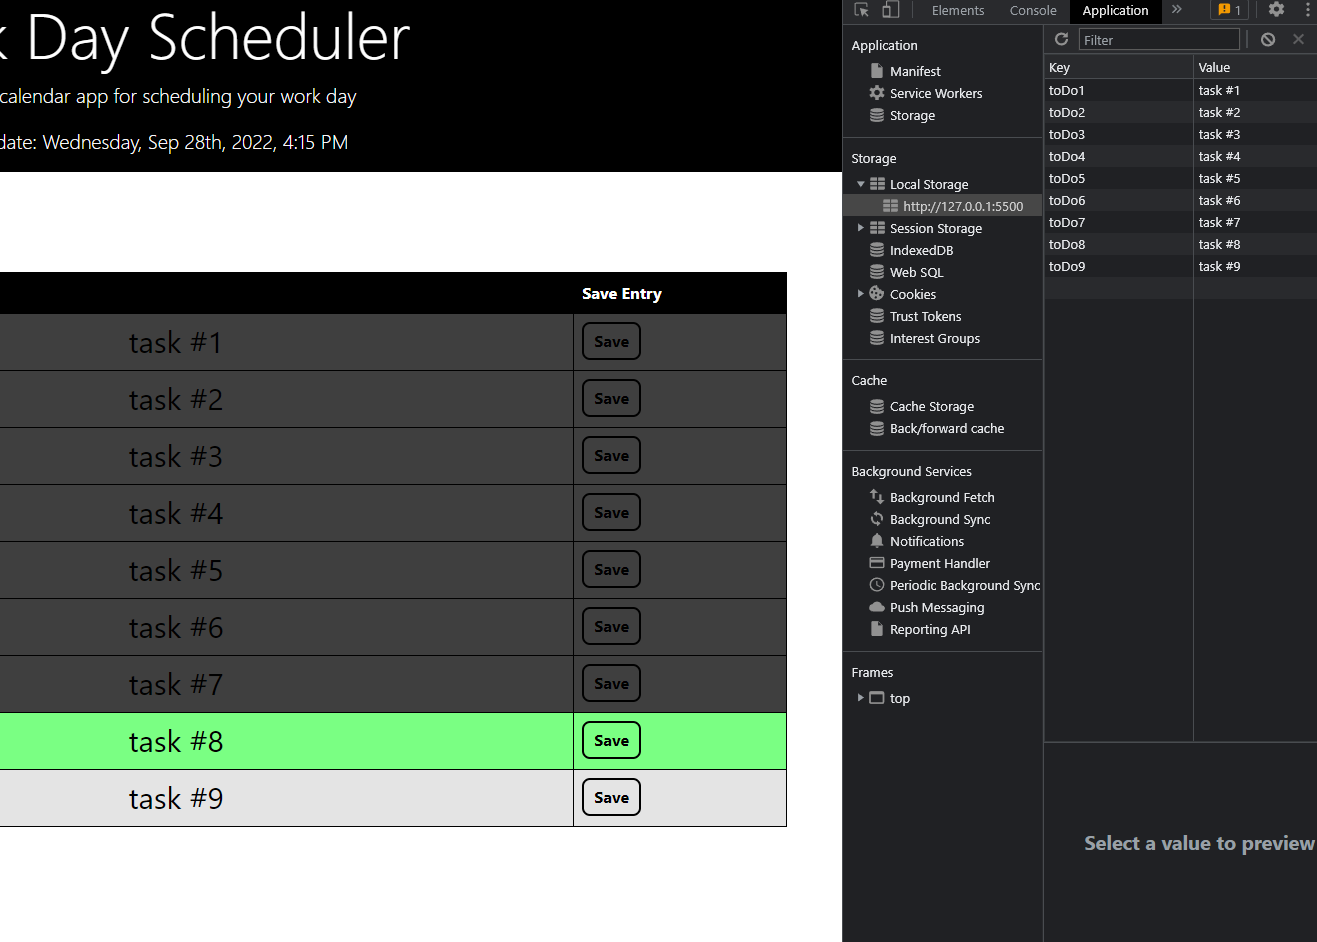 k Day Scheduler
calendar app for scheduling your work day
date: Wednesday, Sep 28th, 2022, 4:15 PM
Save Entry
task #1 Save
task #2 Save
task #3 Save
task #4 Save
task #5 Save
task #6 Save
task #7 Save
task #8 Save
task #9 Save
Elements Console Application » 1
Application
Manifest
Service Workers
Storage
Storage
Local Storage
http://127.0.0.1:5500
Session Storage
IndexedDB
Web SQL
Cookies
Trust Tokens
Interest Groups
Cache
Cache Storage
Back/forward cache
Background Services
Background Fetch
Background Sync
Notifications
Payment Handler
Periodic Background Sync
Push Messaging
Reporting API
Frames
top
Filter
Key Value
toDo1 task #1
toDo2 task #2
toDo3 task #3
toDo4 task #4
toDo5 task #5
toDo6 task #6
toDo7 task #7
toDo8 task #8
toDo9 task #9
Select a value to preview